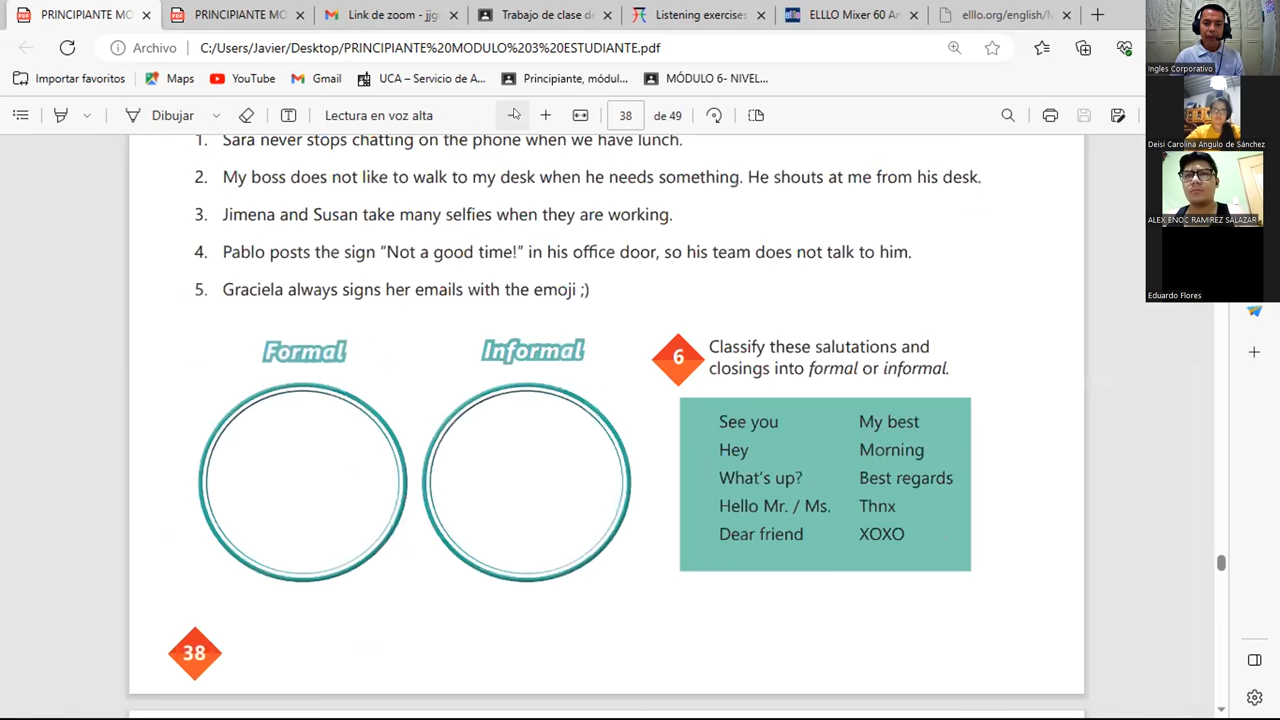 PRINCIPIANTE MO
PRINCIPIANTE MO
Link de zoom - jjg
Trabajo de clase de
Listening exercises
ELLLO Mixer 60 A
elllo.org/english/
Archivo
C:/Users/Javier/Desktop/PRINCIPIANTE%20MODULO%203%20ESTUDIANTE.pdf
Importar favoritos
Maps
YouTube
Gmail
UCA – Servicio de A...
Principiante, módul...
MÓDULO 6- NIVEL...
Dibujar
Lectura en voz alta
38
de 49
1. Sara never stops chatting on the phone when we have lunch.
2. My boss does not like to walk to my desk when he needs something. He shouts at me from his desk.
3. Jimena and Susan take many selfies when they are working.
4. Pablo posts the sign “Not a good time!” in his office door, so his team does not talk to him.
5. Graciela always signs her emails with the emoji ;)
Formal
Informal
6
Classify these salutations and
closings into formal or informal.
See you
My best
Hey
Morning
What's up?
Best regards
Hello Mr. / Ms.
Thnx
Dear friend
XOXO
38
Ingles Corporativo
Deisi Carolina Angulo de Sánchez
ALEX ENOC RAMIREZ SALAZAR
Eduardo Flores